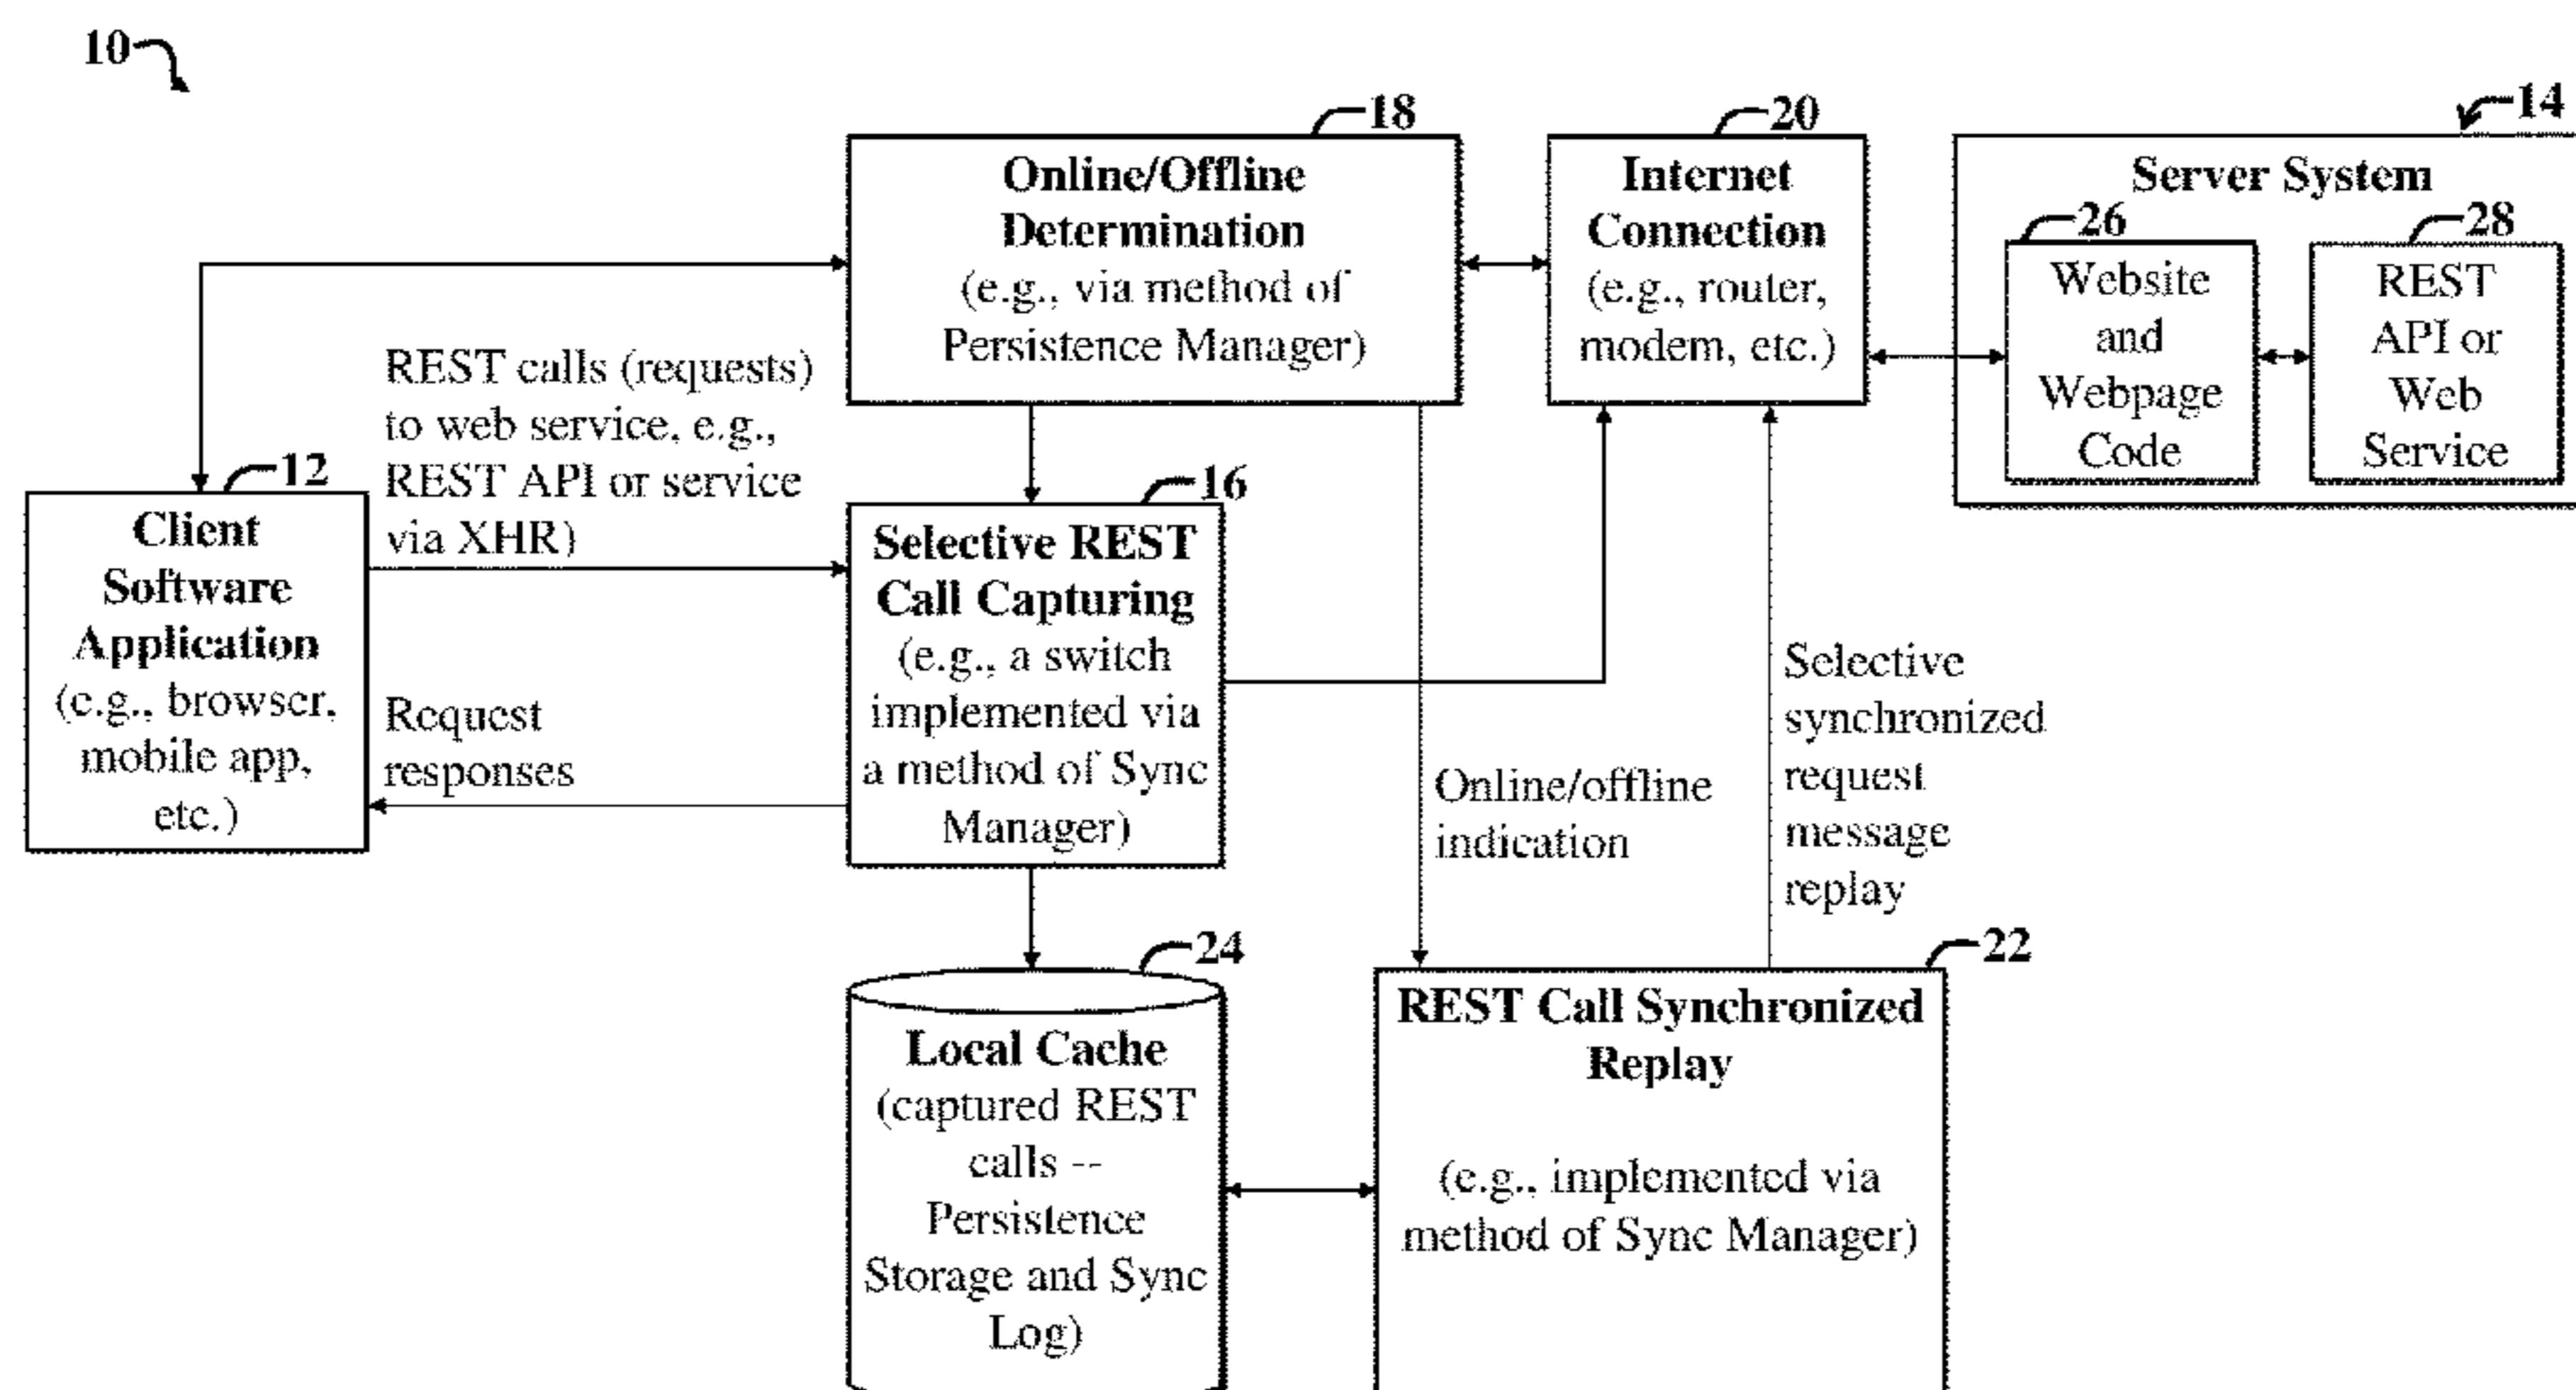 10
18
Online/Offline
Determination
(e.g., via method of
Persistence Manager)
20
Internet
Connection
(e.g., router,
modem, etc.)
14
Server System
26
Website
and
Webpage
Code
28
REST
API or
Web
Service
REST calls (requests)
to web service, e.g.,
REST API or service
via XHR)
12
Client
Software
Application
(e.g., browser,
mobile app,
etc.)
Request
responses
16
Selective REST
Call Capturing
(e.g., a switch
implemented via
a method of Sync
Manager)
Online/offline
indication
Selective
synchronized
request
message
replay
24
Local Cache
(captured REST
calls --
Persistence
Storage and Sync
Log)
22
REST Call Synchronized
Replay
(e.g., implemented via
method of Sync Manager)